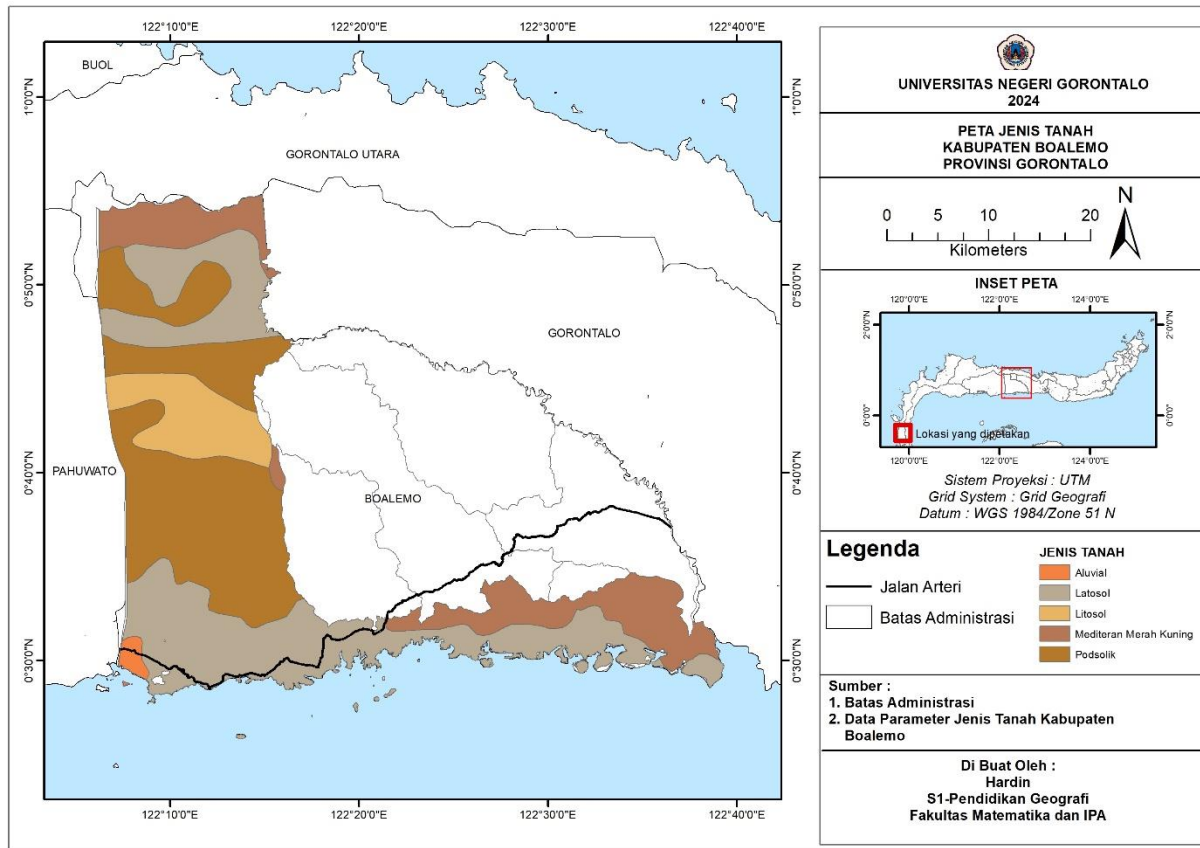 122°10'0"E
122°20'0"E
122°30'0"E
122°40'0"E
1°0'0"N
0°50'0"N
0°40'0"N
0°30'0"N
BUOL
GORONTALO UTARA
GORONTALO
PAHUWATO
BOALEMO
1°0'0"N
0°50'0"N
0°40'0"N
0°30'0"N
122°10'0"E
122°20'0"E
122°30'0"E
122°40'0"E
UNIVERSITAS NEGERI GORONTALO
2024
PETA JENIS TANAH
KABUPATEN BOALEMO
PROVINSI GORONTALO
N
0 5 10 20
Kilometers
INSET PETA
120°0'0"E 122°0'0"E 124°0'0"E
2°0'0"N
0°0'0"
2°0'0"N
0°0'0"
Lokasi yang dipetakan
120°0'0"E 122°0'0"E 124°0'0"E
Sistem Proyeksi : UTM
Grid System : Grid Geografi
Datum : WGS 1984/Zone 51 N
Legenda
Jalan Arteri
Batas Administrasi
JENIS TANAH
Aluvial
Latosol
Litosol
Mediteran Merah Kuning
Podsolik
Sumber :
1. Batas Administrasi
2. Data Parameter Jenis Tanah Kabupaten
Boalemo
Di Buat Oleh :
Hardin
S1-Pendidikan Geografi
Fakultas Matematika dan IPA